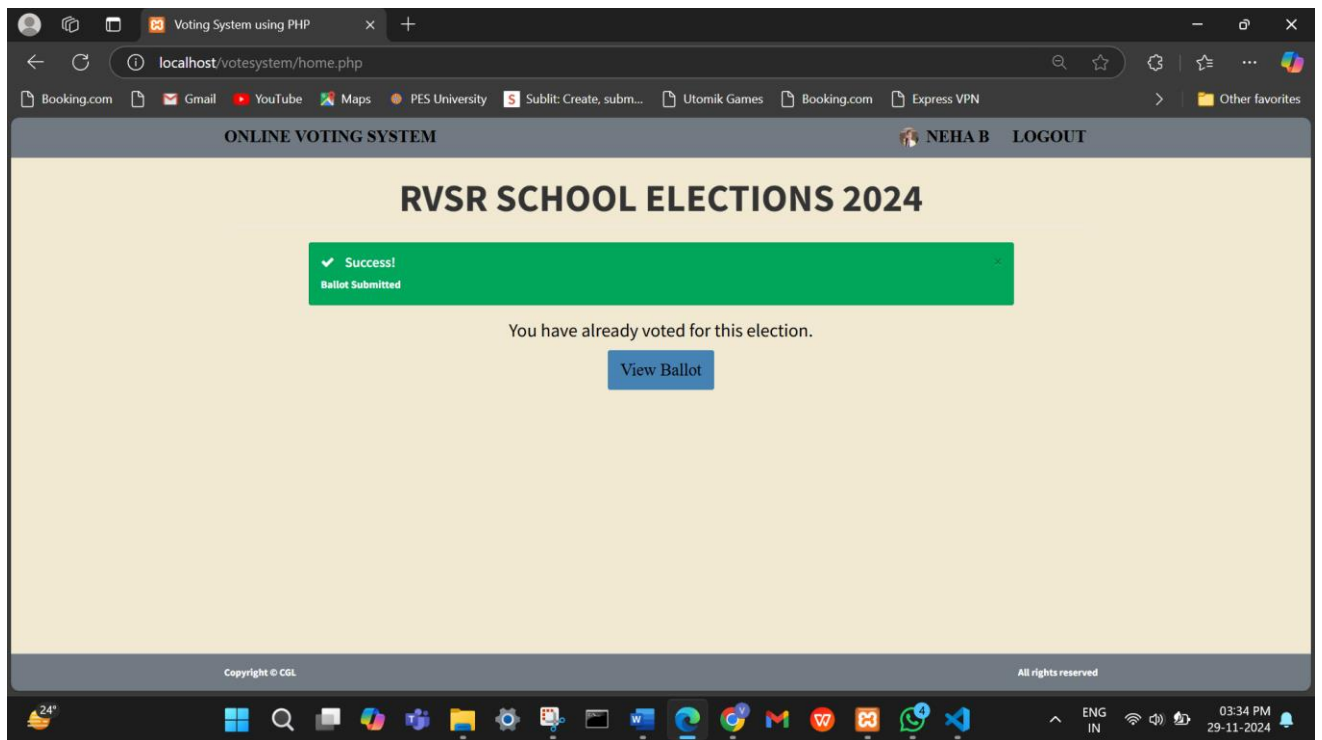 Voting System using PHP
localhost/votesystem/home.php
Booking.com Gmail YouTube Maps PES University S Sublit: Create, subm... Utomik Games Booking.com Express VPN Other favorites
ONLINE VOTING SYSTEM NEHA B LOGOUT
RVSR SCHOOL ELECTIONS 2024
Success!
Ballot Submitted
You have already voted for this election.
View Ballot
Copyright © CGL All rights reserved
24° 4 ENG 03:34 PM
IN 29-11-2024